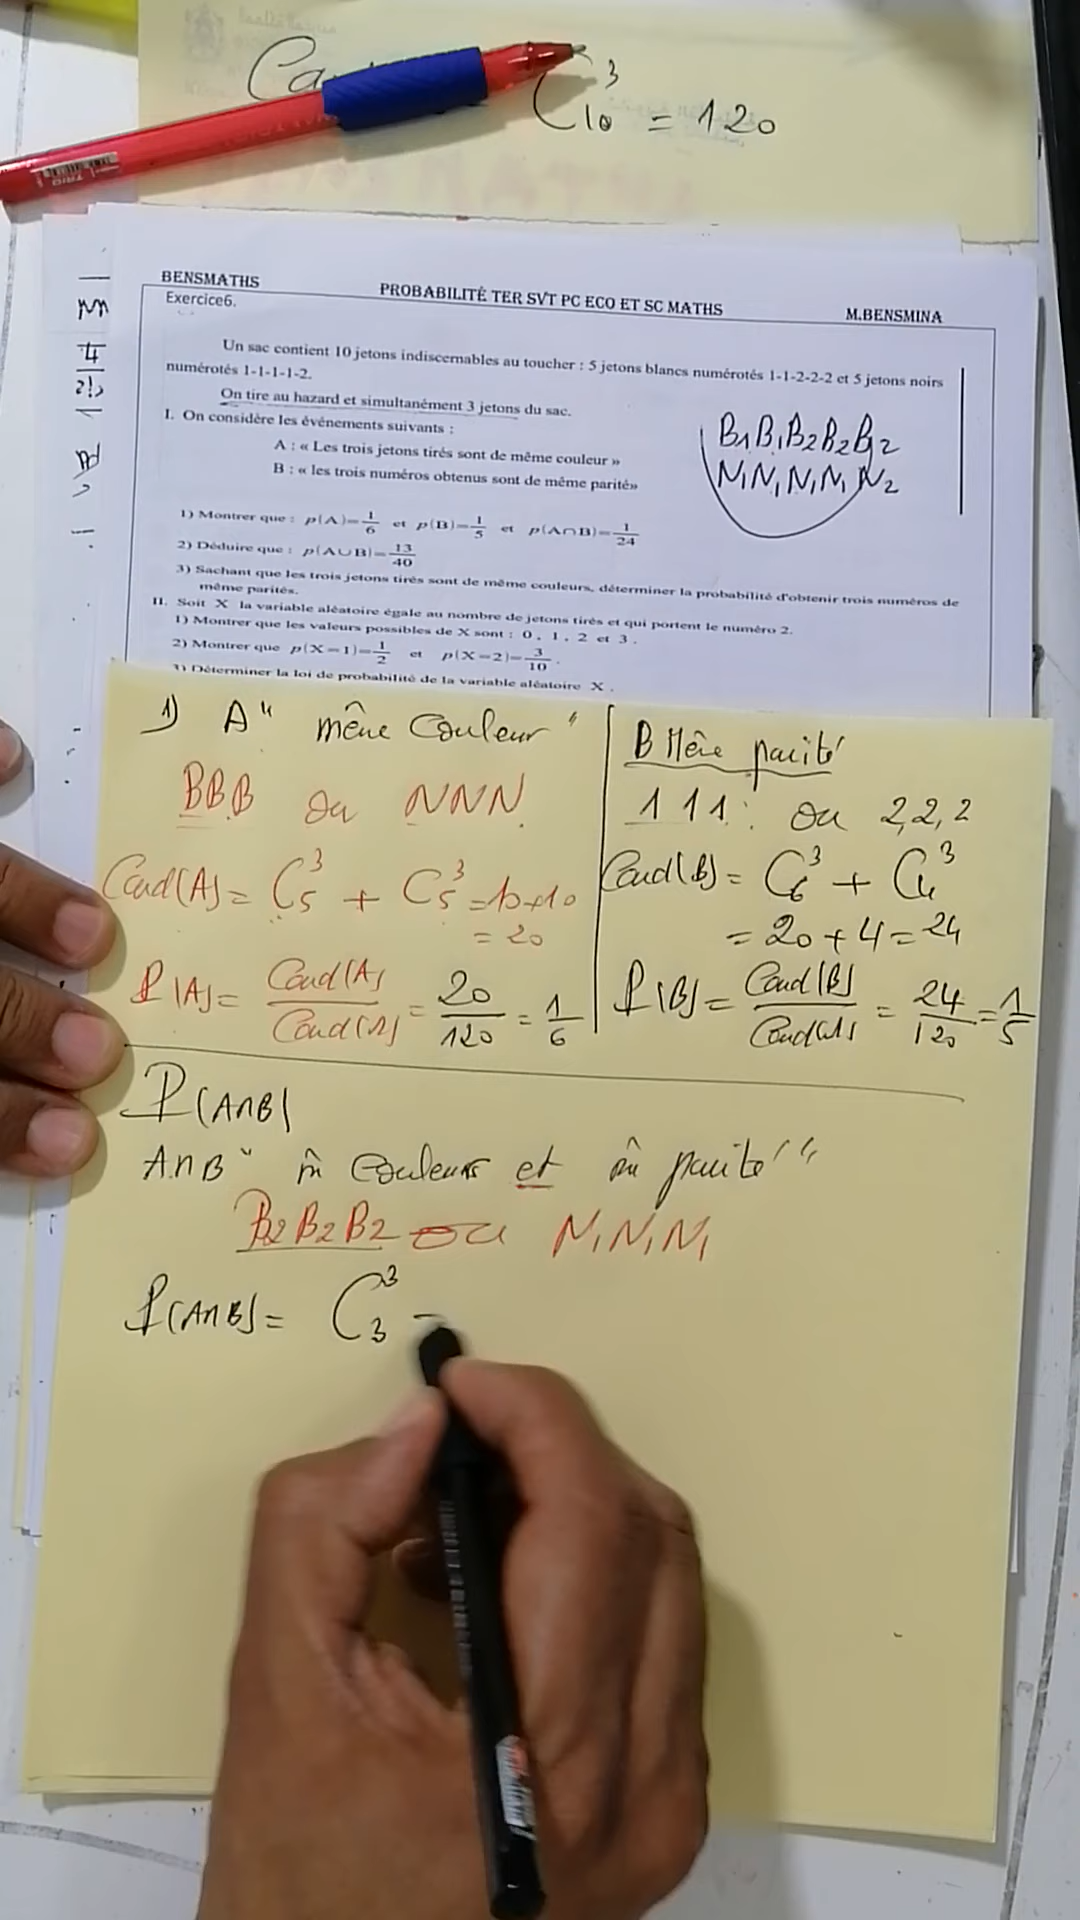 C³₁₀ = 120
BENSMATHS
PROBABILITÉ TER SVT PC ECO ET SC MATHS
M.BENSMINA
Exercice6.
Un sac contient 10 jetons indiscernables au toucher : 5 jetons blancs numérotés 1-1-2-2-2 et 5 jetons noirs
numérotés 1-1-1-1-2.
On tire au hazard et simultanément 3 jetons du sac.
I. On considère les événements suivants :
A : « Les trois jetons tirés sont de même couleur »
B : « les trois numéros obtenus sont de même parité»
B₁B₁B₂B₂B₂
N₁N₁N₁N₁N₂
1) Montrer que : p(A)=1/6 et p(B)=1/5 et p(A∩B)=1/24
2) Déduire que : p(A∪B)=13/40
3) Sachant que les trois jetons tirés sont de même couleurs, déterminer la probabilité d'obtenir trois numéros de
même parités.
II. Soit X la variable aléatoire égale au nombre de jetons tirés et qui portent le numéro 2.
1) Montrer que les valeurs possibles de X sont : 0 , 1 , 2 et 3 .
2) Montrer que p(X=1)=1/2 et p(X=2)=3/10 .
3) Déterminer la loi de probabilité de la variable aléatoire X .
1) A " même Couleur "
BBB ou NNN
Card(A) = C³₅ + C³₅ = 10+10
= 20
P(A) = Card(A)/Card(Ω) = 20/120 = 1/6
B Même parité
1 1 1 : ou 2,2,2
Card(B) = C³₆ + C³₄
= 20 + 4 = 24
P(B) = Card(B)/Card(Ω) = 24/120 = 1/5
P(A∩B)
A∩B " m̂ Couleurs et m̂ parité "
B₂B₂B₂ ou N₁N₁N₁
P(A∩B) = C³₃